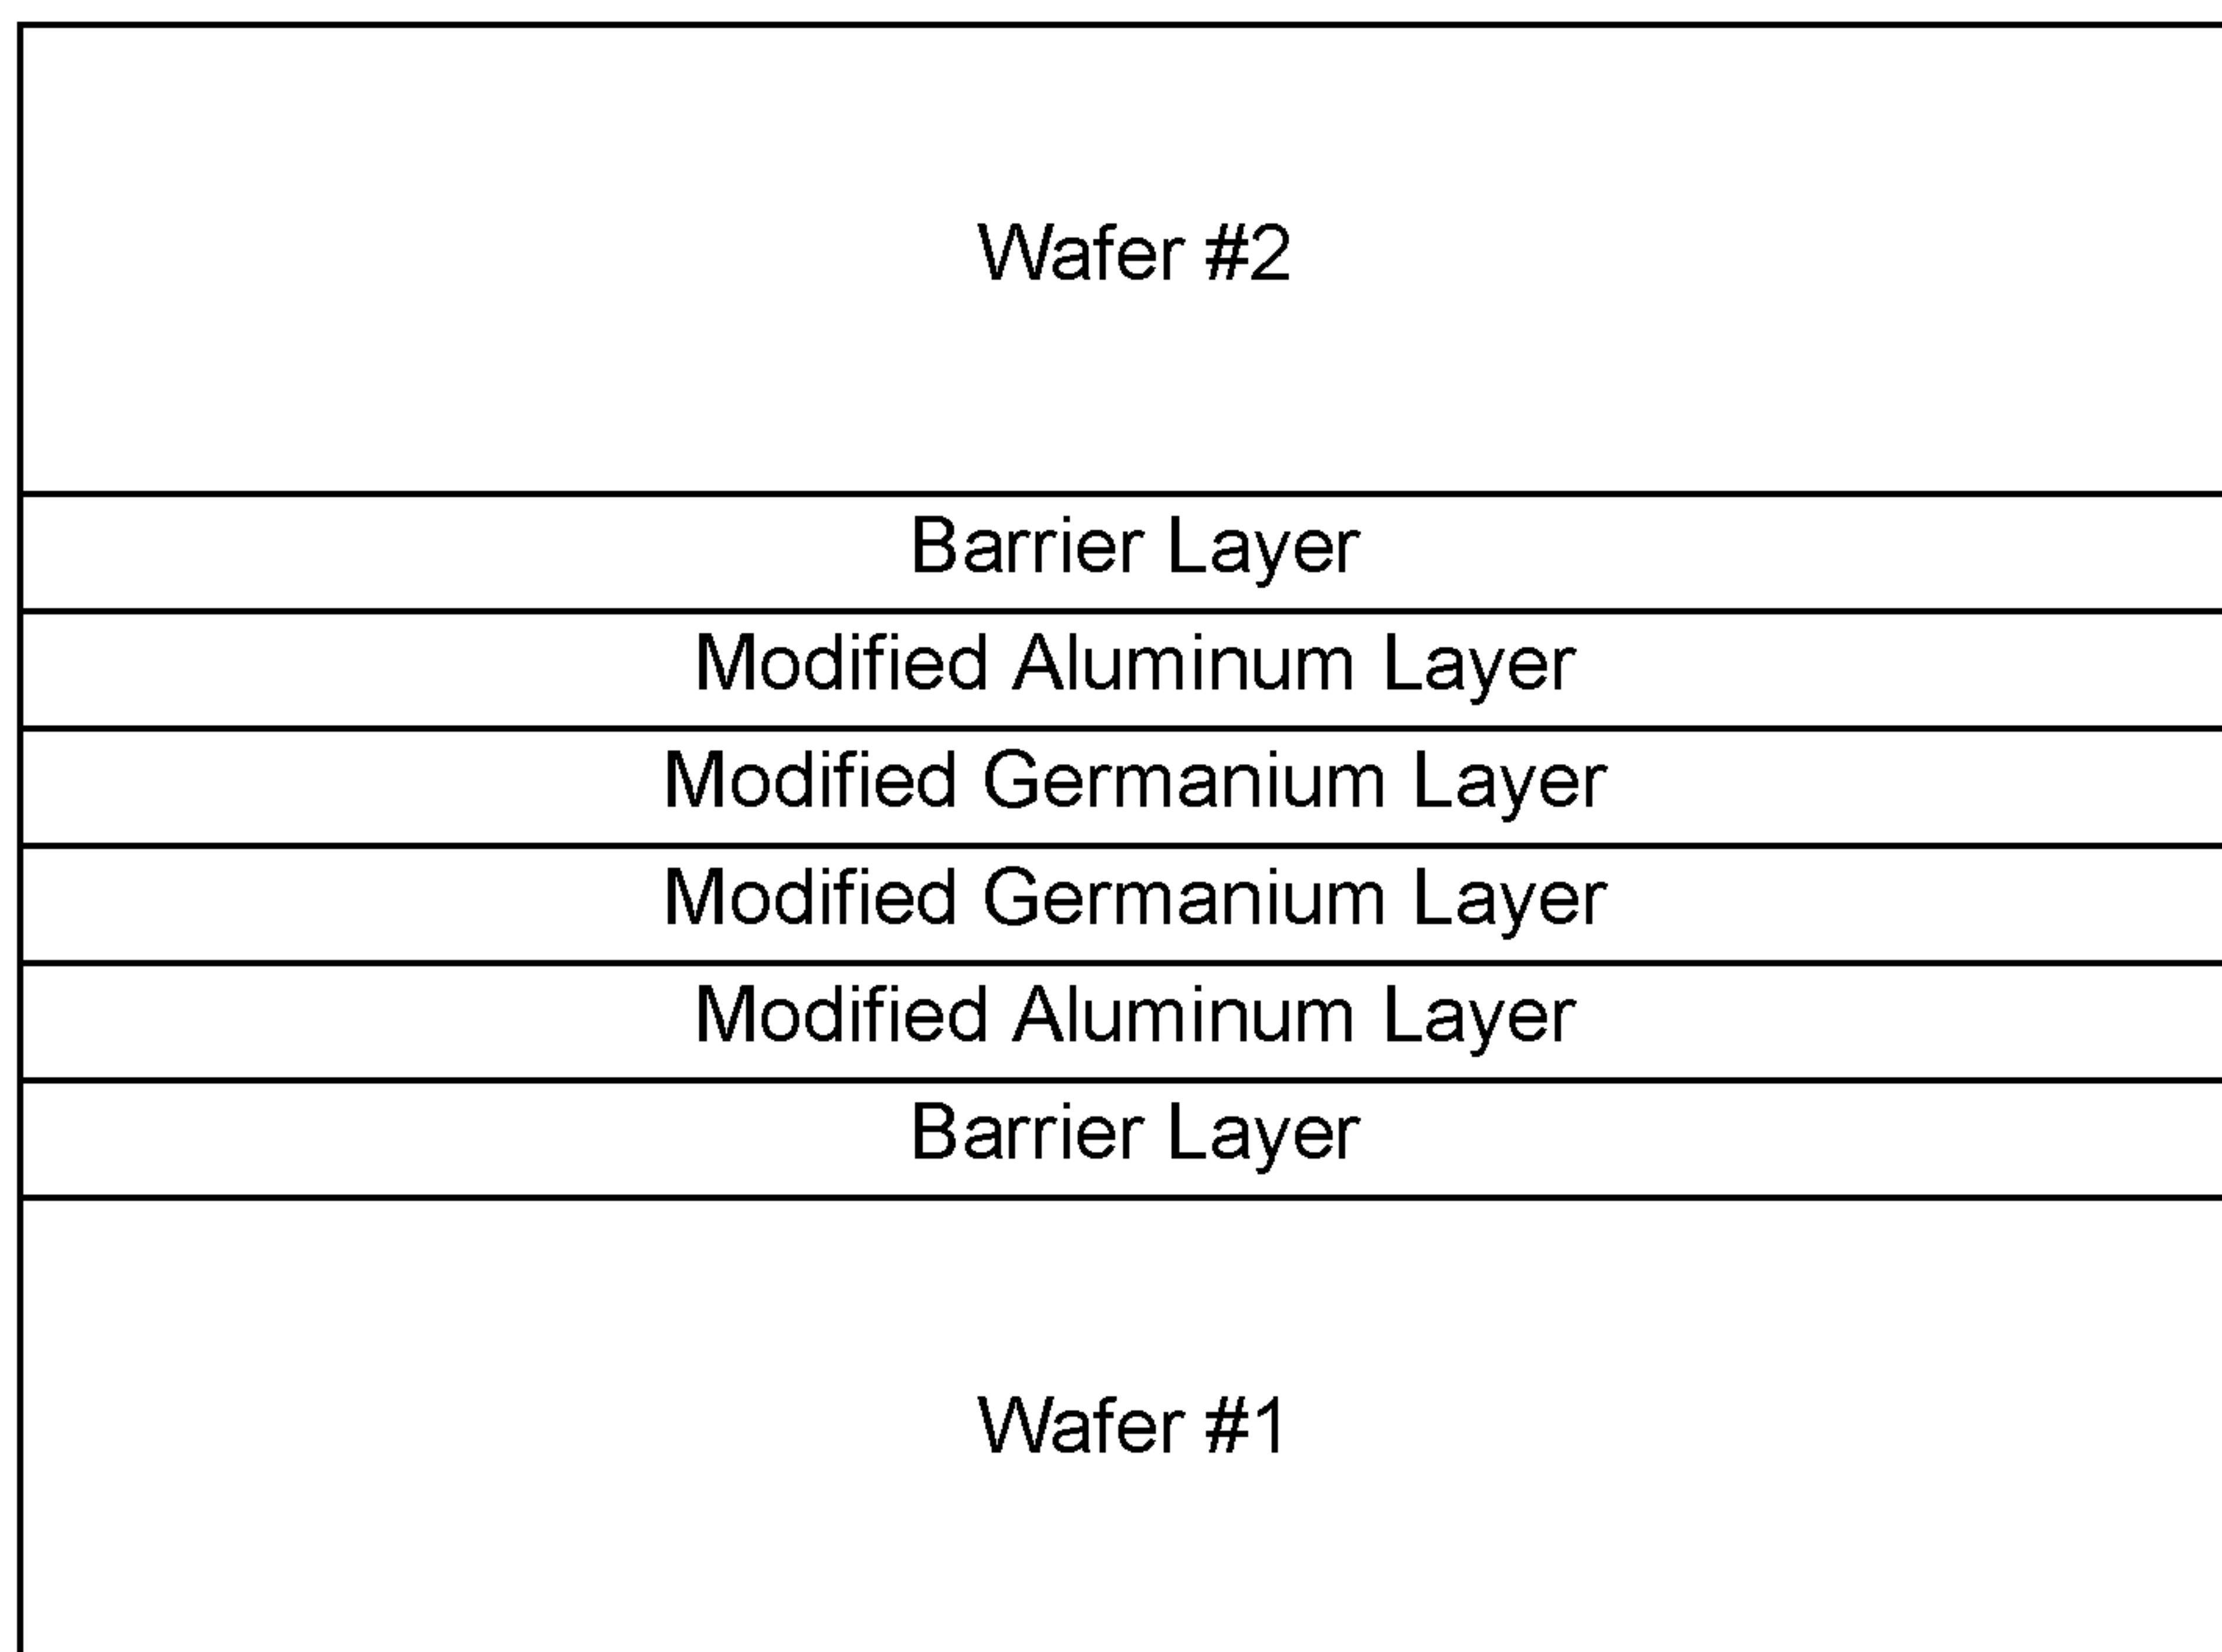 Wafer #2
Barrier Layer
Modified Aluminum Layer
Modified Germanium Layer
Modified Germanium Layer
Modified Aluminum Layer
Barrier Layer
Wafer #1